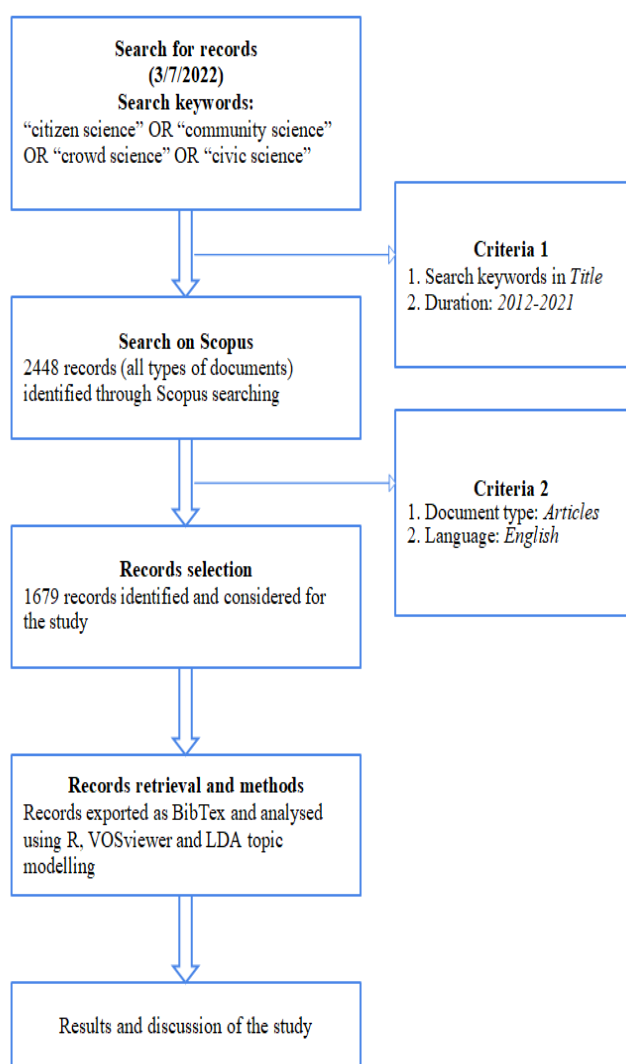 Search for records
(3/7/2022)
Search keywords:
“citizen science” OR “community science”
OR “crowd science” OR “civic science”
Criteria 1
1. Search keywords in Title
2. Duration: 2012-2021
Search on Scopus
2448 records (all types of documents)
identified through Scopus searching
Criteria 2
1. Document type: Articles
2. Language: English
Records selection
1679 records identified and considered for
the study
Records retrieval and methods
Records exported as BibTex and analysed
using R, VOSviewer and LDA topic
modelling
Results and discussion of the study